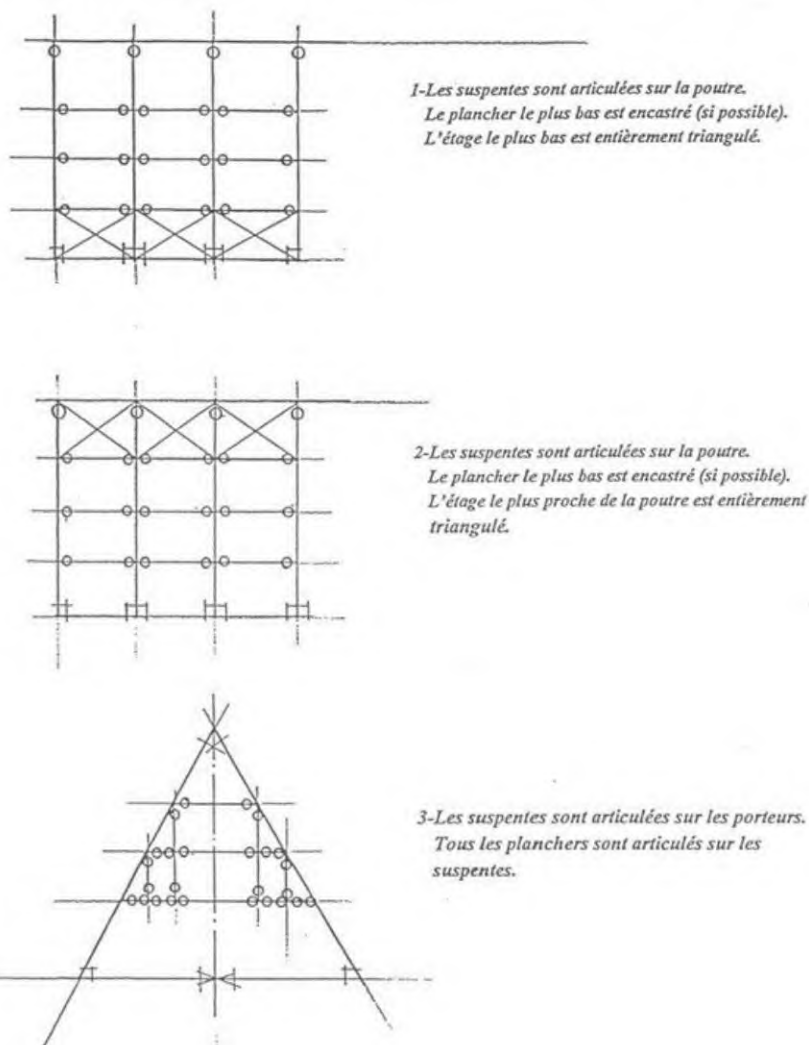 1-Les suspentes sont articulées sur la poutre.
Le plancher le plus bas est encastré (si possible).
L'étage le plus bas est entièrement triangulé.
2-Les suspentes sont articulées sur la poutre.
Le plancher le plus bas est encastré (si possible).
L'étage le plus proche de la poutre est entièrement
triangulé.
3-Les suspentes sont articulées sur les porteurs.
Tous les planchers sont articulés sur les
suspentes.